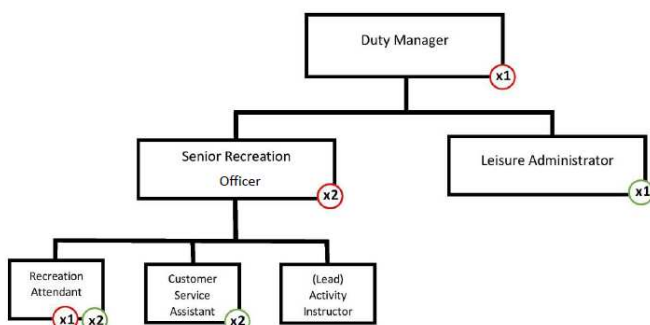 Duty Manager
x1
Senior Recreation
Officer
x2
Leisure Administrator
x1
Recreation
Attendant
x1
x2
Customer
Service
Assistant
x2
(Lead)
Activity
Instructor